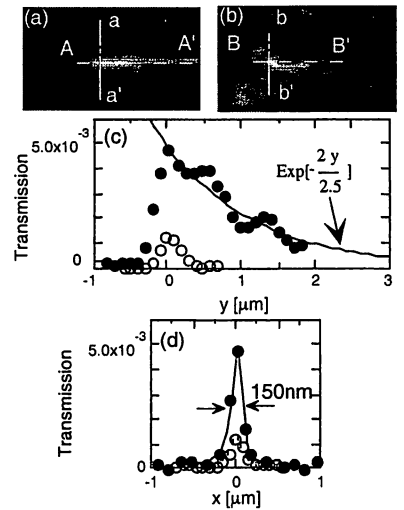 (a) a (b) b
A A' B B'
a' b'
(c)
5.0x10⁻³
Transmission
Exp[-2y/2.5]
0
-1 0 1 2 3
y [μm]
(d)
5.0x10⁻³
Transmission
150nm
0
-1 0 1
x [μm]